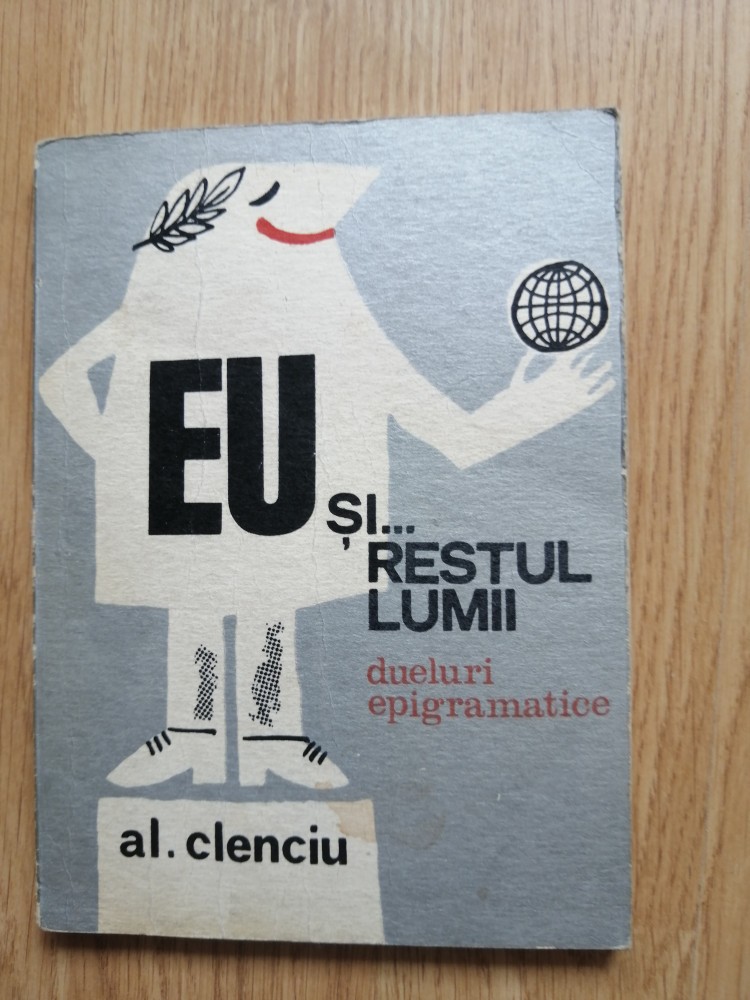 EU ȘI...
RESTUL
LUMII
dueluri
epigramatice
al. clenciu